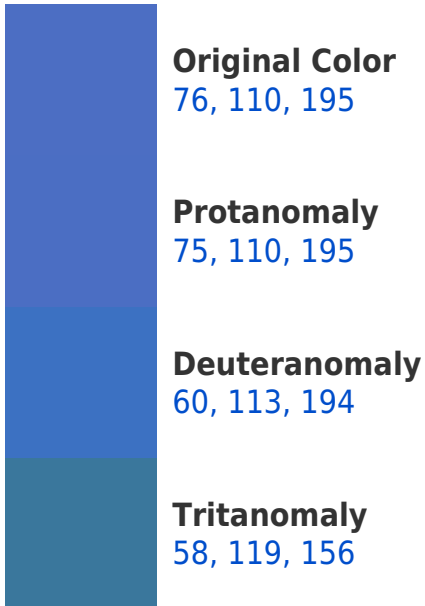 Original Color
76, 110, 195
Protanomaly
75, 110, 195
Deuteranomaly
60, 113, 194
Tritanomaly
58, 119, 156